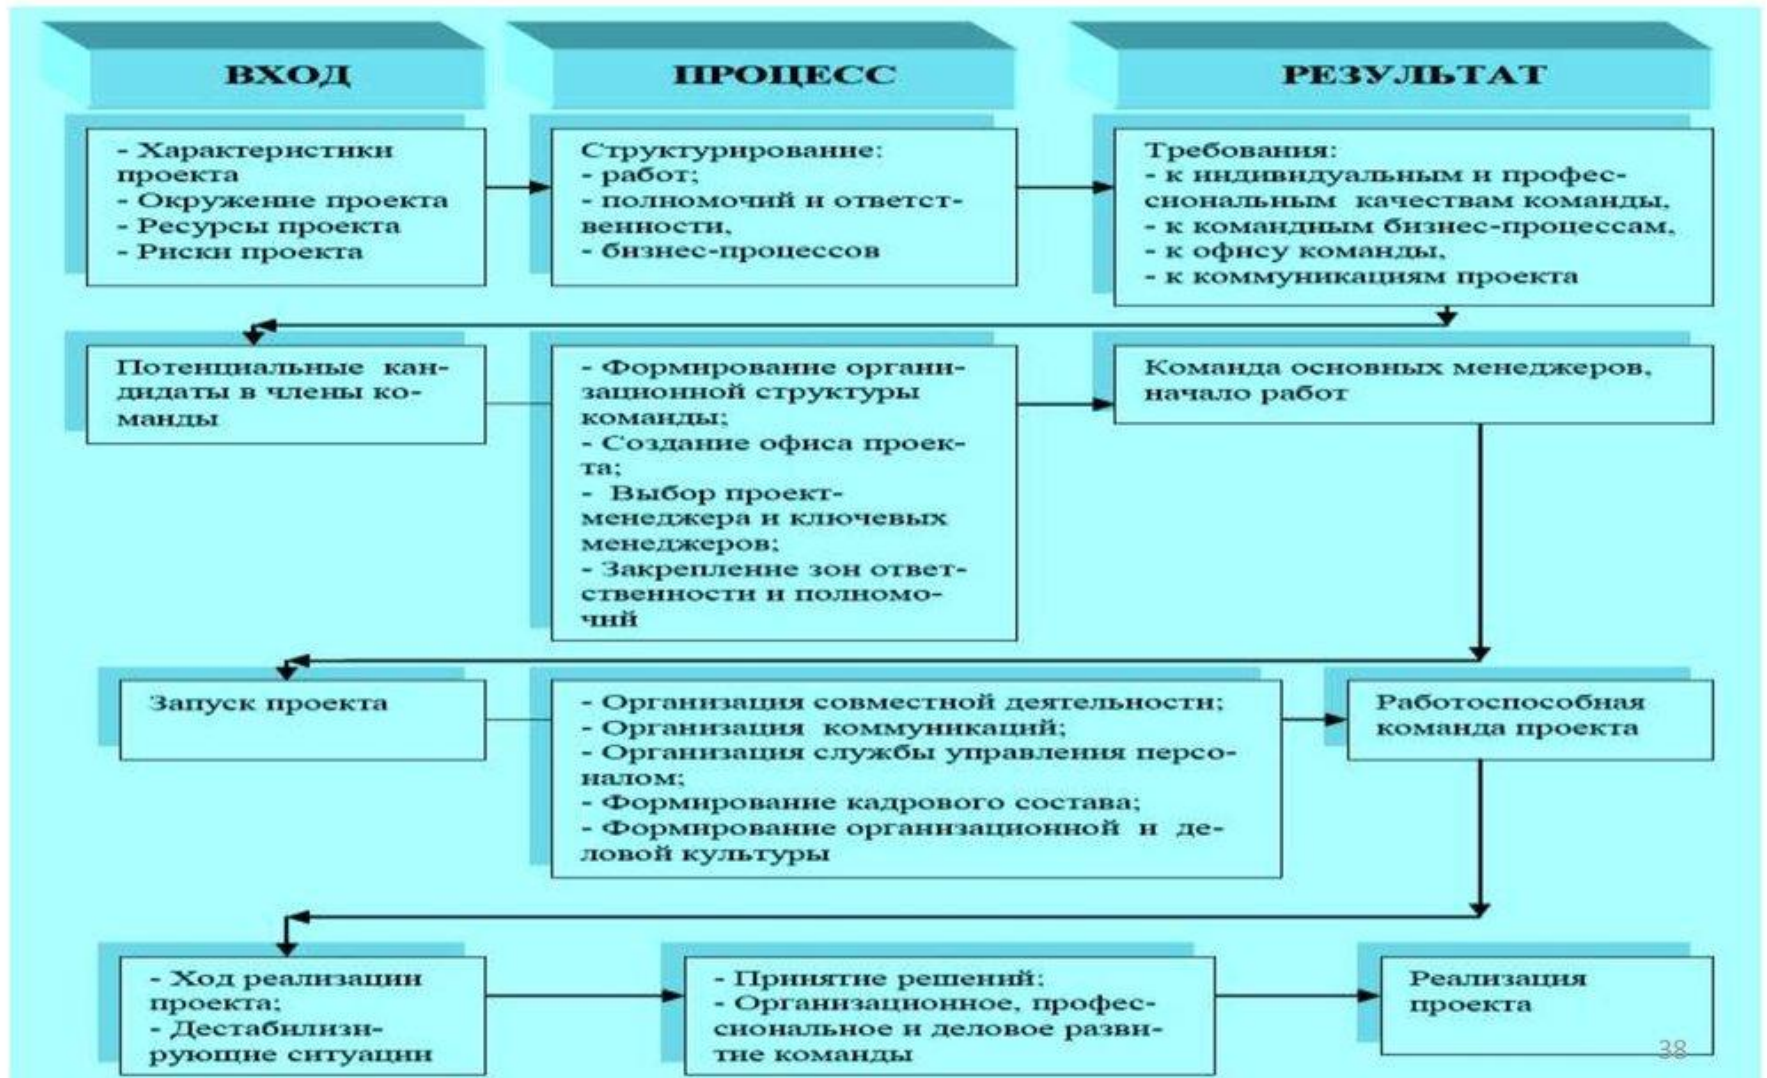 ВХОД
ПРОЦЕСС
РЕЗУЛЬТАТ
- Характеристики
проекта
- Окружение проекта
- Ресурсы проекта
- Риски проекта
Структурирование:
- работ;
- полномочий и ответст-
венности,
- бизнес-процессов
Требования:
- к индивидуальным и профес-
сиональным качествам команды,
- к командным бизнес-процессам,
- к офису команды,
- к коммуникациям проекта
Потенциальные кан-
дидаты в члены ко-
манды
- Формирование органи-
зационной структуры
команды;
- Создание офиса проек-
та;
- Выбор проект-
менеджера и ключевых
менеджеров;
- Закрепление зон ответ-
ственности и полномо-
чий
Команда основных менеджеров,
начало работ
Запуск проекта
- Организация совместной деятельности;
- Организация коммуникаций;
- Организация службы управления персо-
налом;
- Формирование кадрового состава;
- Формирование организационной и де-
ловой культуры
Работоспособная
команда проекта
- Ход реализации
проекта;
- Дестабилизи-
рующие ситуации
- Принятие решений;
- Организационное, профес-
сиональное и деловое разви-
тие команды
Реализация
проекта
38